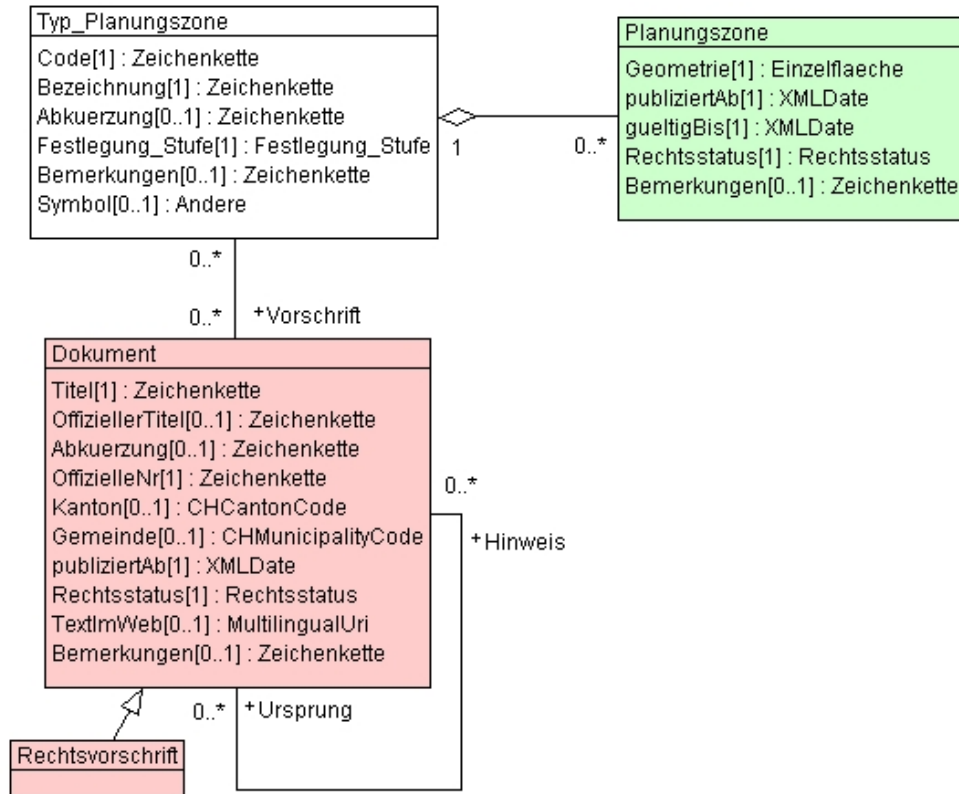 Typ_Planungszone
Code[1] : Zeichenkette
Bezeichnung[1] : Zeichenkette
Abkuerzung[0..1] : Zeichenkette
Festlegung_Stufe[1] : Festlegung_Stufe
Bemerkungen[0..1] : Zeichenkette
Symbol[0..1] : Andere
1
0..*
Planungszone
Geometrie[1] : Einzelflaeche
publiziertAb[1] : XMLDate
gueltigBis[1] : XMLDate
Rechtsstatus[1] : Rechtsstatus
Bemerkungen[0..1] : Zeichenkette
0..*
0..* +Vorschrift
Dokument
Titel[1] : Zeichenkette
OffiziellerTitel[0..1] : Zeichenkette
Abkuerzung[0..1] : Zeichenkette
OffizielleNr[1] : Zeichenkette
Kanton[0..1] : CHCantonCode
Gemeinde[0..1] : CHMunicipalityCode
publiziertAb[1] : XMLDate
Rechtsstatus[1] : Rechtsstatus
TextImWeb[0..1] : MultilingualUri
Bemerkungen[0..1] : Zeichenkette
0..*
+Hinweis
0..* +Ursprung
Rechtsvorschrift